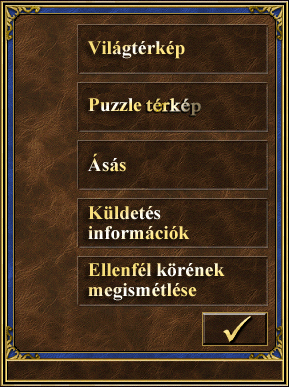 Világtérkép
Puzzle térkép
Ásás
Küldetés
információk
Ellenfél körének
megismétlése